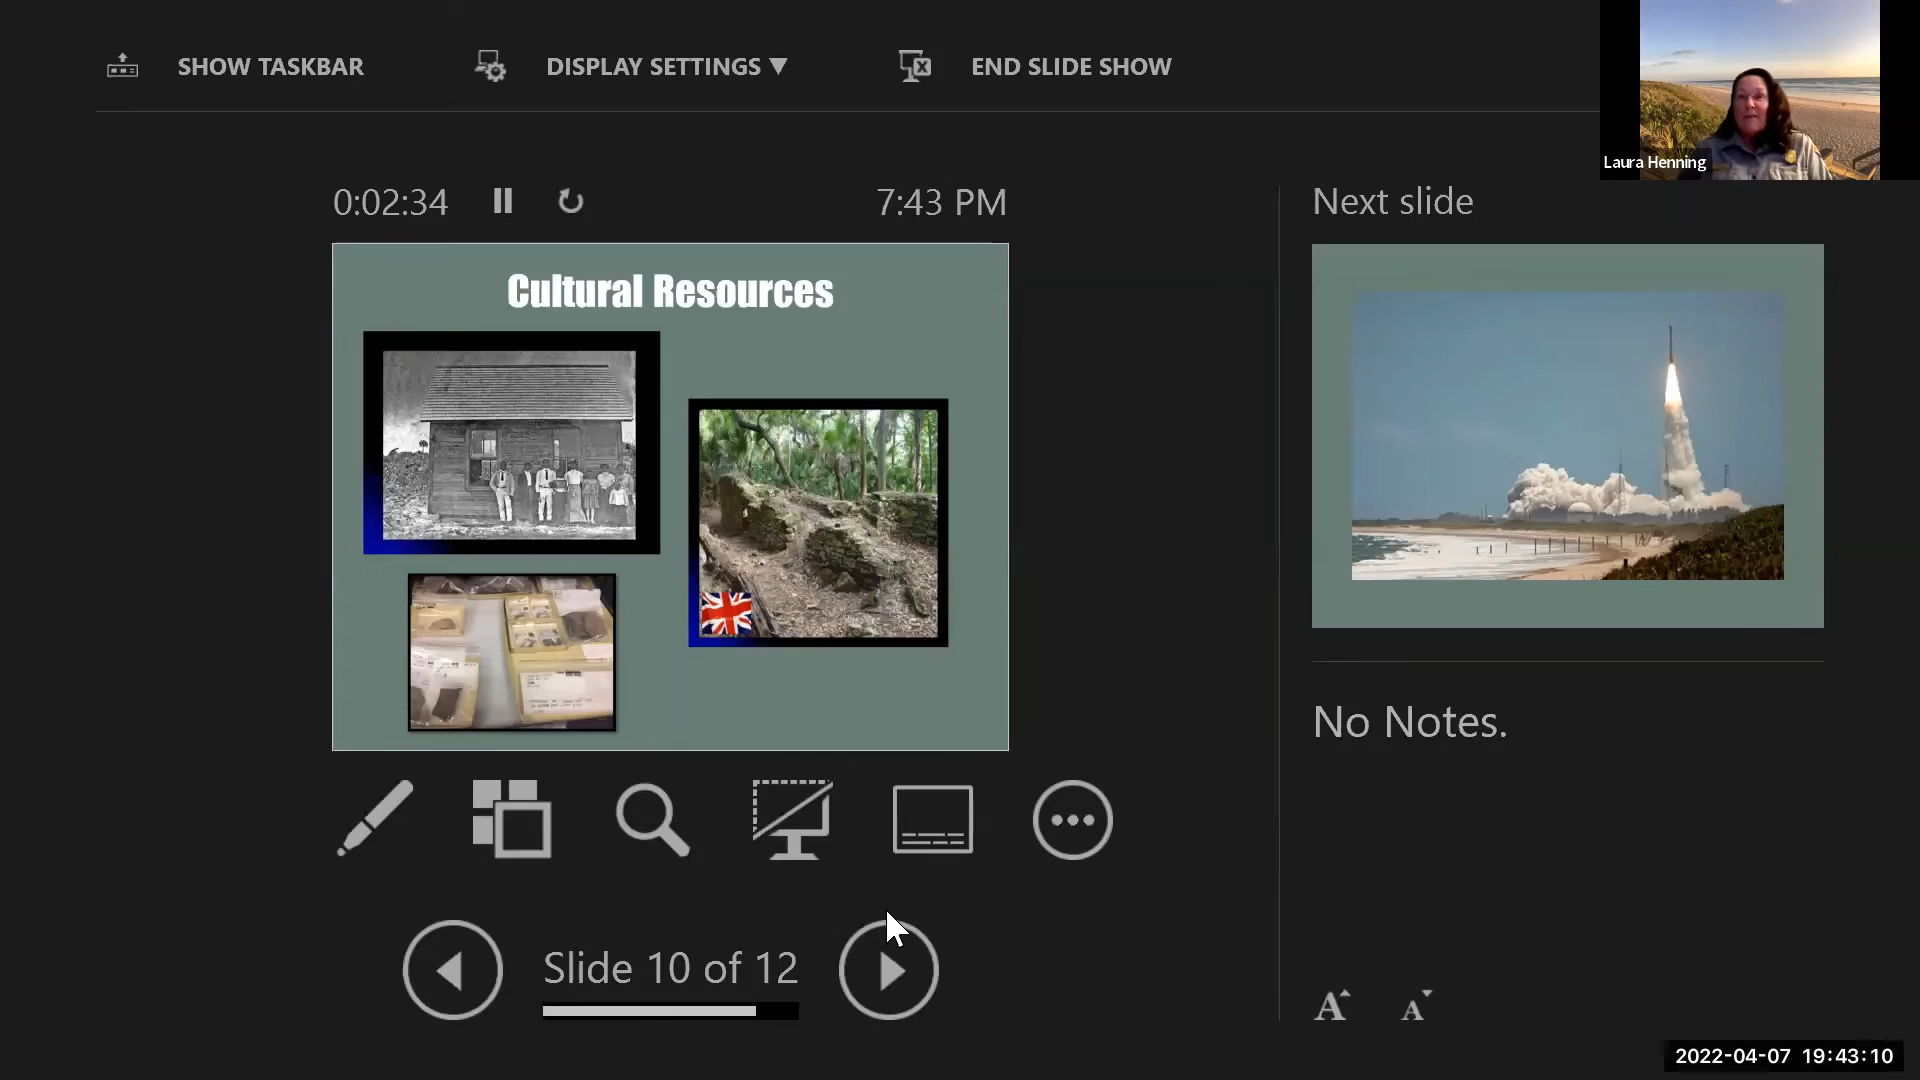 SHOW TASKBAR
DISPLAY SETTINGS ▼
END SLIDE SHOW
Laura Henning
0:02:34
7:43 PM
Next slide
Cultural Resources
No Notes.
Slide 10 of 12
A
A
2022-04-07 19:43:10